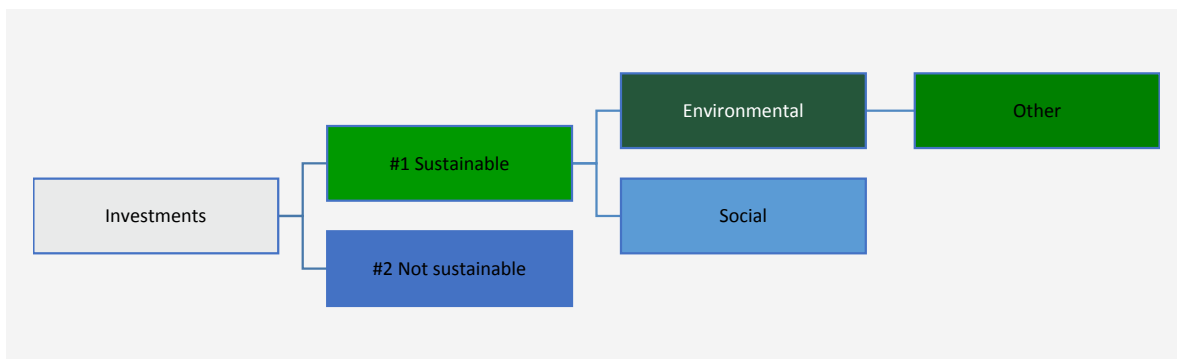 Investments
#1 Sustainable
#2 Not sustainable
Environmental
Social
Other